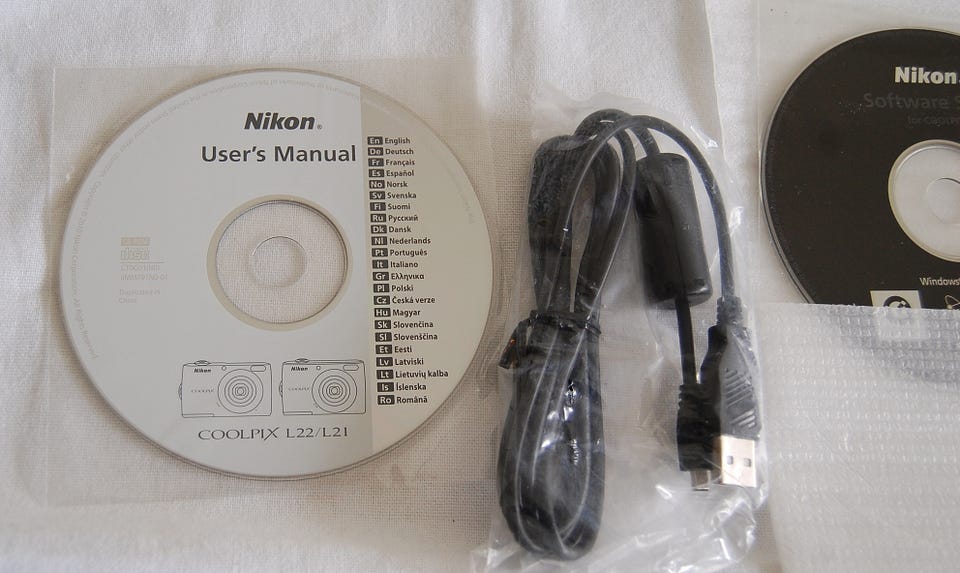 Nikon®
User's Manual
En English
De Deutsch
Fr Français
Es Español
No Norsk
Sv Svenska
Fi Suomi
Ru Русский
Dk Dansk
Nl Nederlands
Pt Português
It Italiano
Gr Ελληνικα
Pl Polski
Cz Česká verze
Hu Magyar
Sk Slovenčina
Sl Slovenščina
Et Eesti
Lv Latviski
Lt Lietuvių kalba
Is Íslenska
Ro Română
DISC
Nikon
COOLPIX
Nikon
COOLPIX L22/L21
Nikon
Software
for COOLPIX
Windows